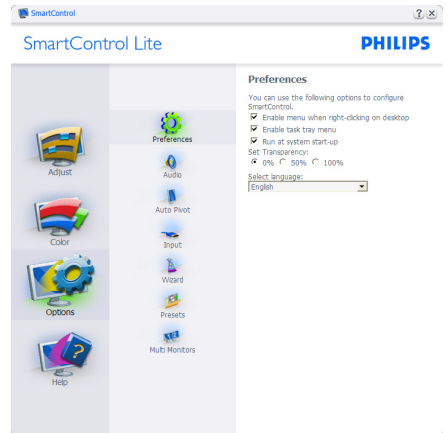 SmartControl
SmartControl Lite
PHILIPS
Adjust
Color
Options
Help
Preferences
Audio
Auto Pivot
Input
Wizard
Presets
Multi Monitors
Preferences
You can use the following options to configure
SmartControl.
Enable menu when right-clicking on desktop
Enable task tray menu
Run at system start-up
Set Transparency:
0% 50% 100%
Select language:
English